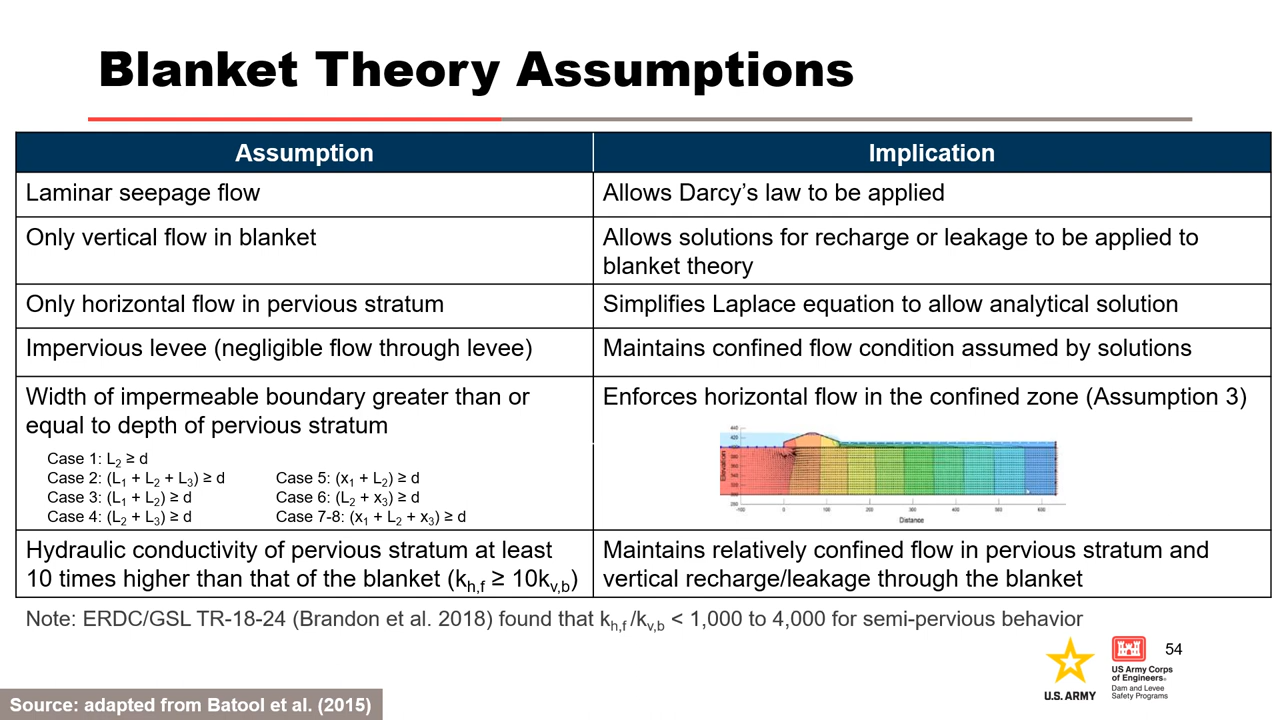 Blanket Theory Assumptions
Assumption
Implication
Laminar seepage flow
Allows Darcy’s law to be applied
Only vertical flow in blanket
Allows solutions for recharge or leakage to be applied to
blanket theory
Only horizontal flow in pervious stratum
Simplifies Laplace equation to allow analytical solution
Impervious levee (negligible flow through levee)
Maintains confined flow condition assumed by solutions
Width of impermeable boundary greater than or
equal to depth of pervious stratum
Case 1: L₂ ≥ d
Case 2: (L₁ + L₂ + L₃) ≥ d
Case 3: (L₁ + L₂) ≥ d
Case 4: (L₂ + L₃) ≥ d
Case 5: (x₁ + L₂) ≥ d
Case 6: (L₂ + x₃) ≥ d
Case 7-8: (x₁ + L₂ + x₃) ≥ d
Enforces horizontal flow in the confined zone (Assumption 3)
Elevation
-100 0 100 200 300 400 500 600
Distance
Hydraulic conductivity of pervious stratum at least
10 times higher than that of the blanket (kh,f ≥ 10kv,b)
Maintains relatively confined flow in pervious stratum and
vertical recharge/leakage through the blanket
Note: ERDC/GSL TR-18-24 (Brandon et al. 2018) found that kh,f /kv,b < 1,000 to 4,000 for semi-pervious behavior
54
U.S. ARMY
US Army Corps
of Engineers®
Dam and Levee
Safety Programs
Source: adapted from Batool et al. (2015)